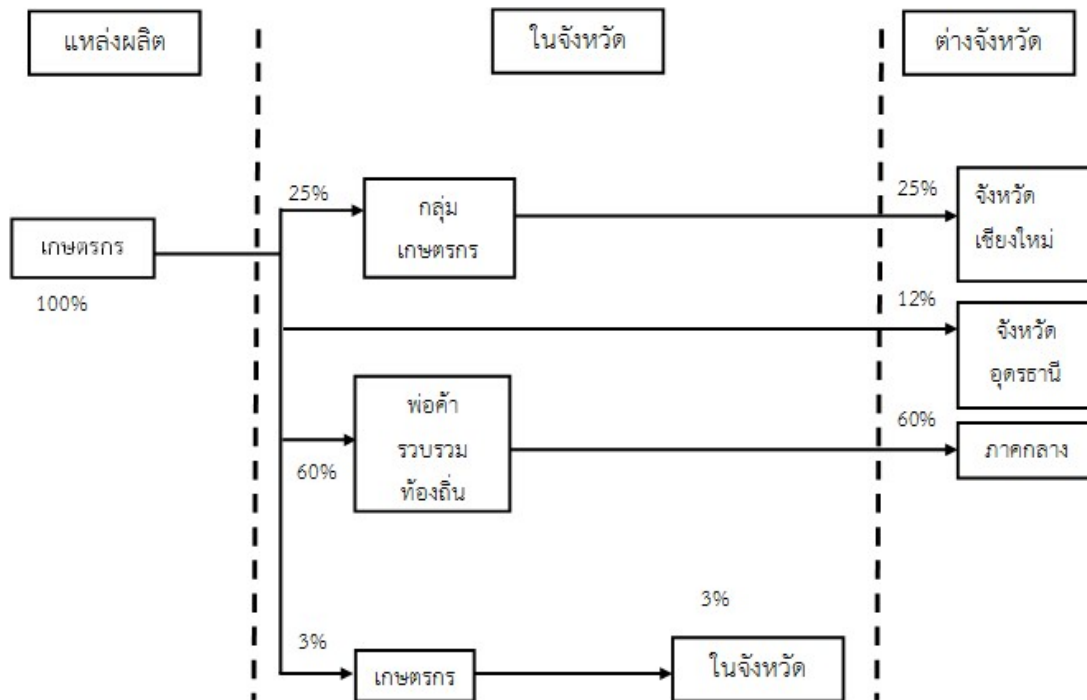 แหล่งผลิต
ในจังหวัด
ต่างจังหวัด
25%
กลุ่ม
เกษตรกร
25%
จังหวัด
เชียงใหม่
เกษตรกร
100%
12%
จังหวัด
อุดรธานี
พ่อค้า
รวบรวม
ท้องถิ่น
60%
60%
ภาคกลาง
3%
เกษตรกร
3%
ในจังหวัด